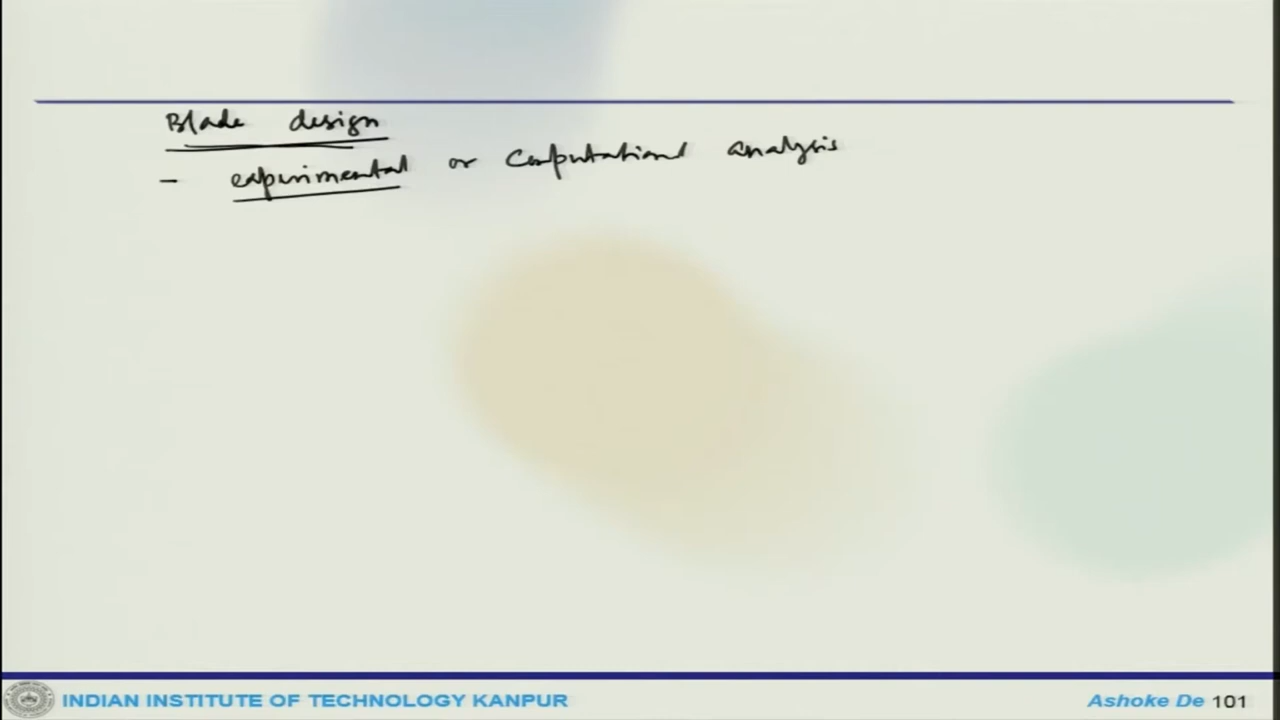 Blade design
- experimental or Computational analysis
INDIAN INSTITUTE OF TECHNOLOGY KANPUR
Ashoke De 101